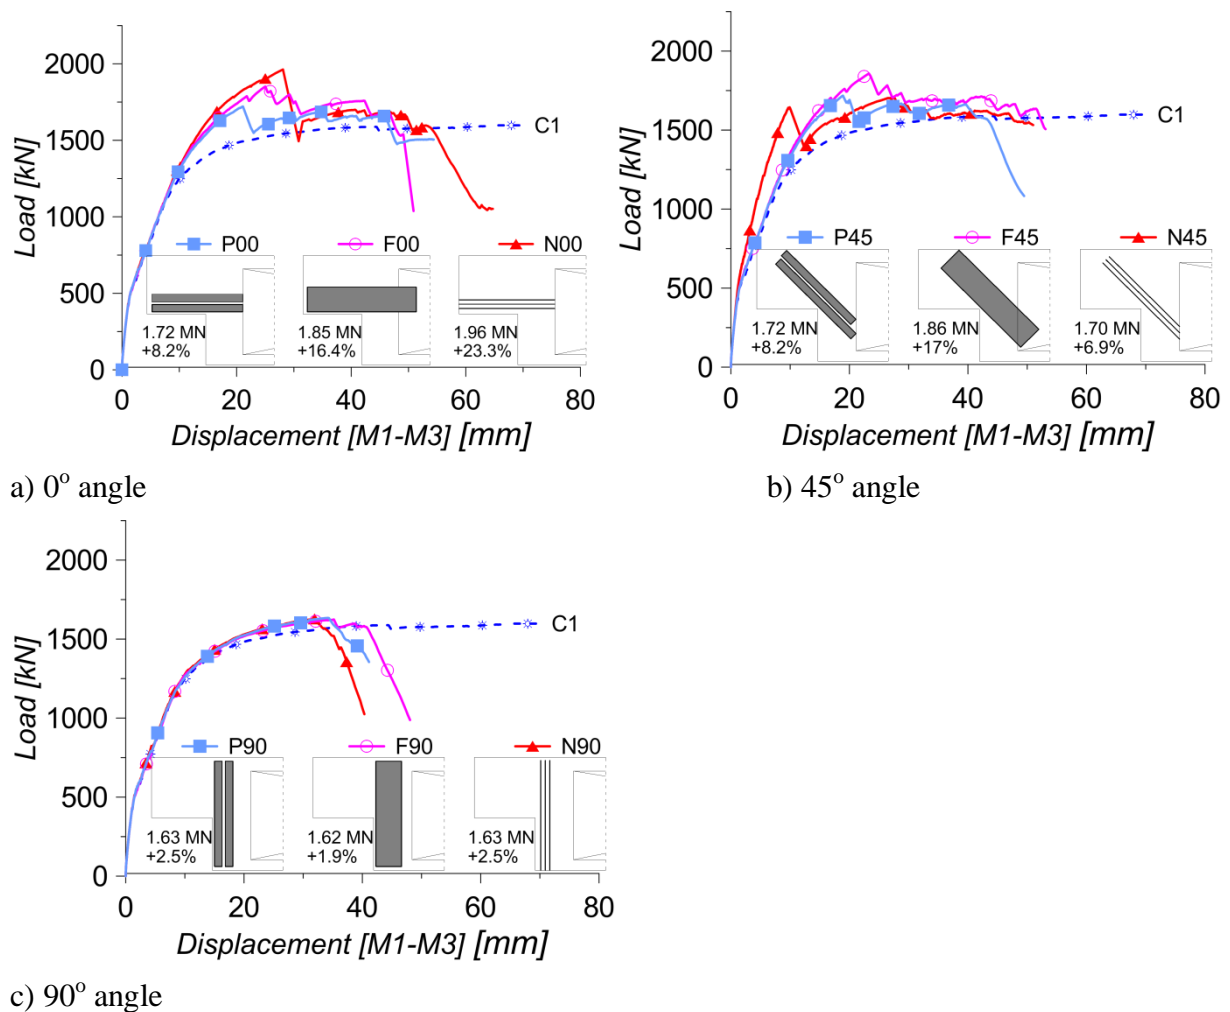 2000
1500
1000
500
0
Load [kN]
C1
P00
F00
N00
1.72 MN
+8.2%
1.85 MN
+16.4%
1.96 MN
+23.3%
0
20
40
60
80
Displacement [M1-M3] [mm]
a) 0° angle
2000
1500
1000
500
0
Load [kN]
C1
P45
F45
N45
1.72 MN
+8.2%
1.86 MN
+17%
1.70 MN
+6.9%
0
20
40
60
80
Displacement [M1-M3] [mm]
b) 45° angle
2000
1500
1000
500
0
Load [kN]
C1
P90
F90
N90
1.63 MN
+2.5%
1.62 MN
+1.9%
1.63 MN
+2.5%
0
20
40
60
80
Displacement [M1-M3] [mm]
c) 90° angle